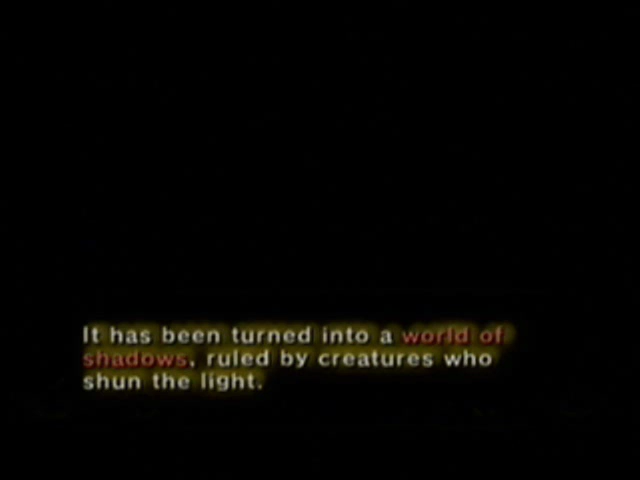 It has been turned into a world of
shadows, ruled by creatures who
shun the light.